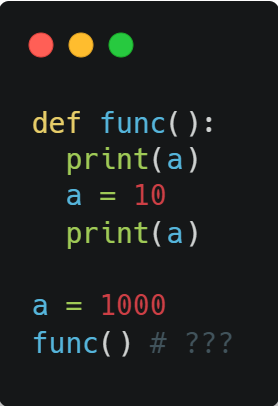 def func():
  print(a)
  a = 10
  print(a)

a = 1000
func() # ???